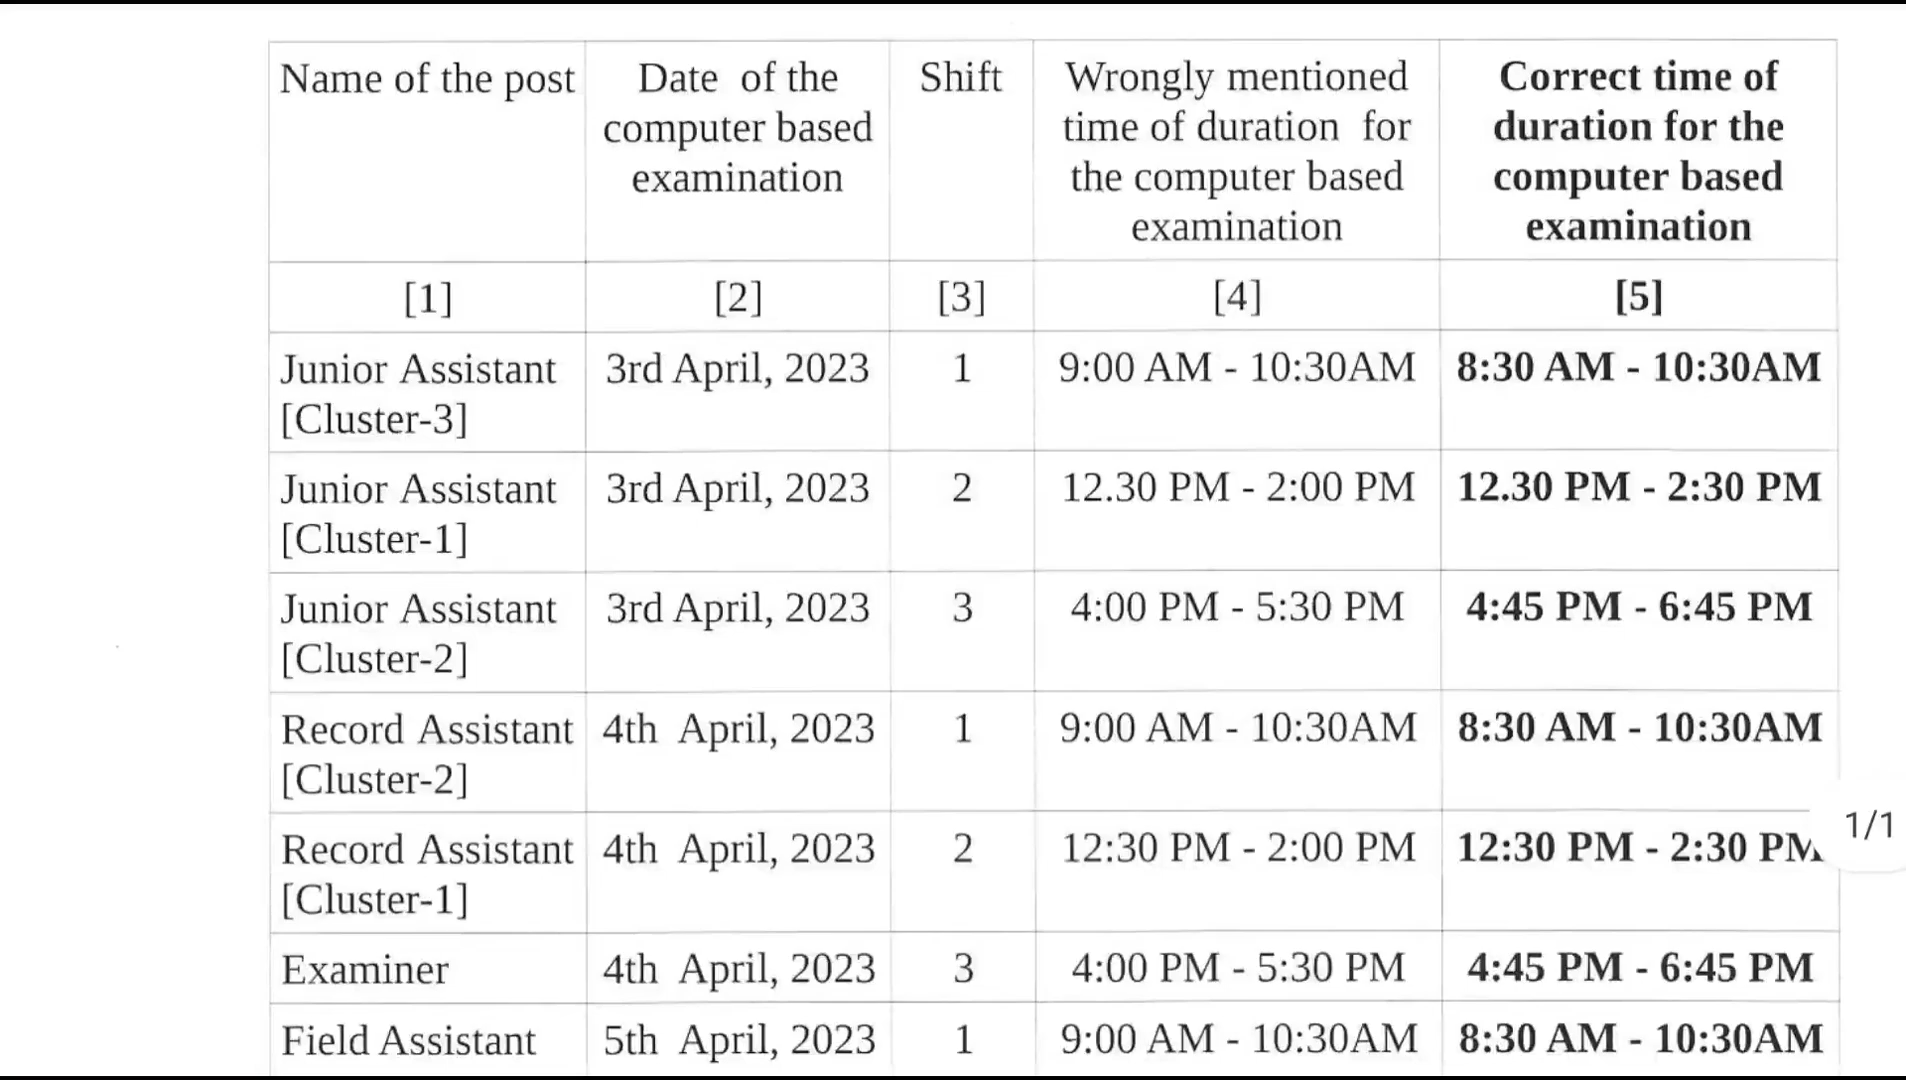 Name of the post Date of the computer based examination Shift Wrongly mentioned time of duration for the computer based examination Correct time of duration for the computer based examination
[1] [2] [3] [4] [5]
Junior Assistant [Cluster-3] 3rd April, 2023 1 9:00 AM - 10:30AM 8:30 AM - 10:30AM
Junior Assistant [Cluster-1] 3rd April, 2023 2 12.30 PM - 2:00 PM 12.30 PM - 2:30 PM
Junior Assistant [Cluster-2] 3rd April, 2023 3 4:00 PM - 5:30 PM 4:45 PM - 6:45 PM
Record Assistant [Cluster-2] 4th April, 2023 1 9:00 AM - 10:30AM 8:30 AM - 10:30AM
Record Assistant [Cluster-1] 4th April, 2023 2 12:30 PM - 2:00 PM 12:30 PM - 2:30 PM
1/1
Examiner 4th April, 2023 3 4:00 PM - 5:30 PM 4:45 PM - 6:45 PM
Field Assistant 5th April, 2023 1 9:00 AM - 10:30AM 8:30 AM - 10:30AM